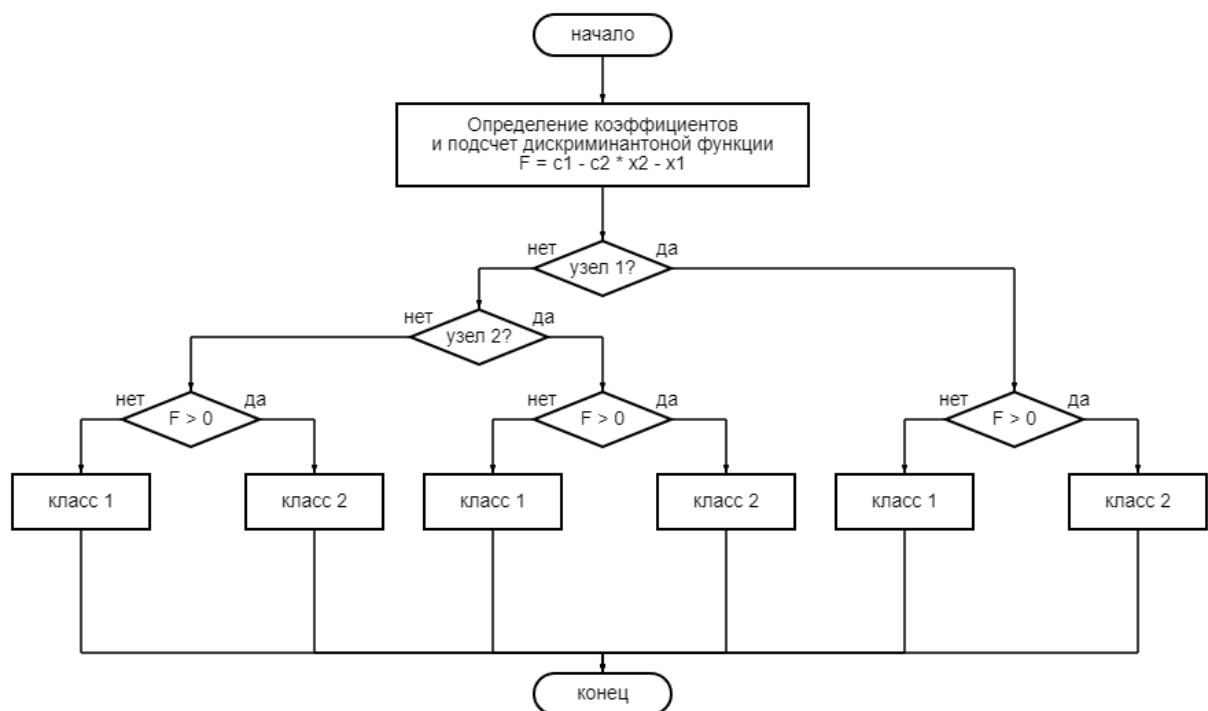 начало
Определение коэффициентов
и подсчет дискриминантоной функции
F = c1 - c2 * x2 - x1
нет
да
узел 1?
нет
да
узел 2?
нет
да
F > 0
нет
да
F > 0
нет
да
F > 0
класс 1
класс 2
класс 1
класс 2
класс 1
класс 2
конец